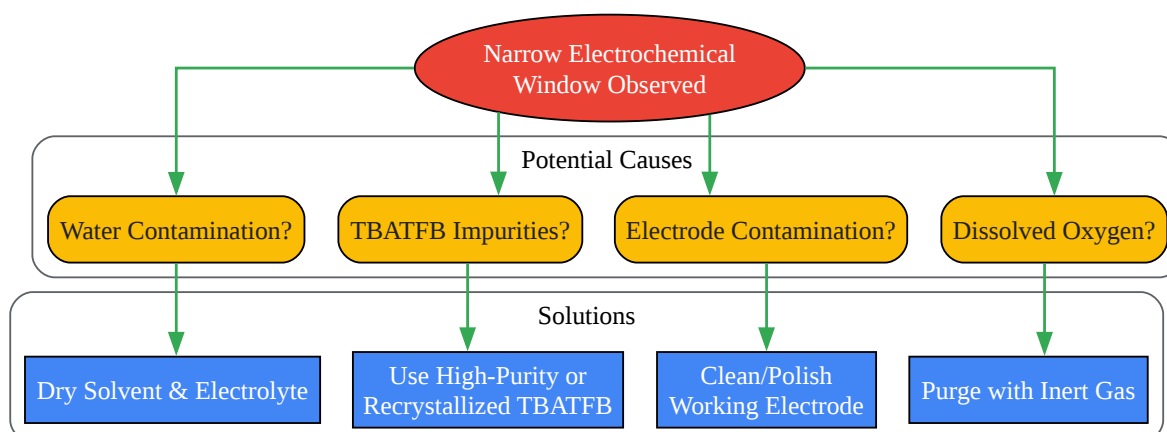 Narrow Electrochemical
Window Observed
Potential Causes
Water Contamination?
TBATFB Impurities?
Electrode Contamination?
Dissolved Oxygen?
Solutions
Dry Solvent & Electrolyte
Use High-Purity or
Recrystallized TBATFB
Clean/Polish
Working Electrode
Purge with Inert Gas